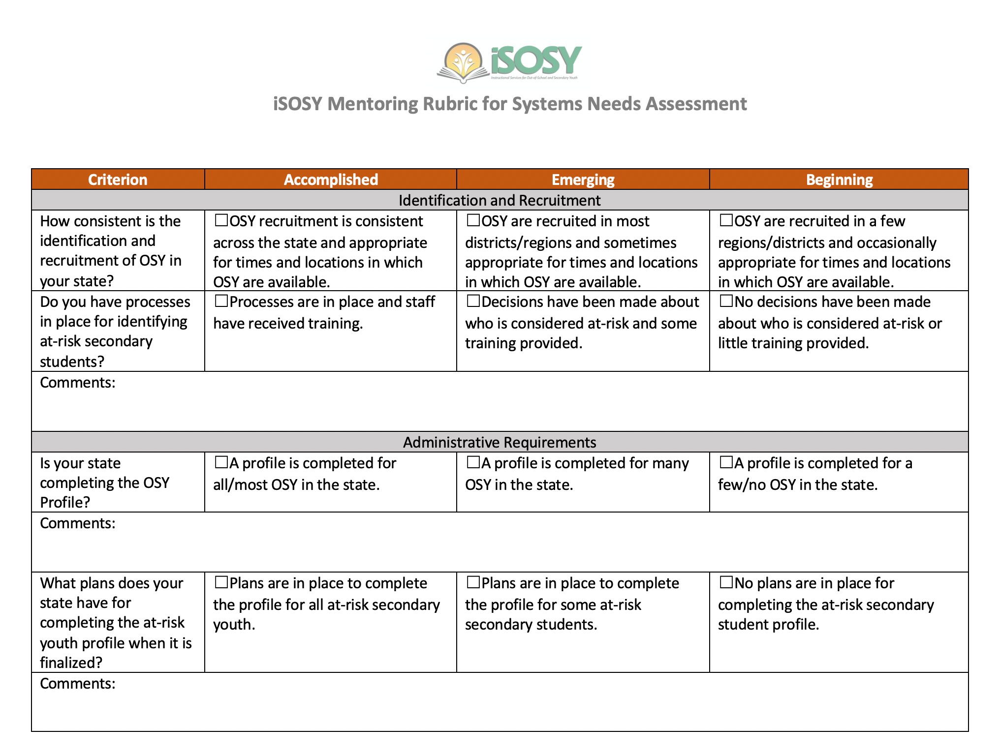 iSOSY
Instructional Services for Out-of-School and Secondary Youth
iSOSY Mentoring Rubric for Systems Needs Assessment
Criterion
Accomplished
Emerging
Beginning
Identification and Recruitment
How consistent is the
identification and
recruitment of OSY in
your state?
☐OSY recruitment is consistent
across the state and appropriate
for times and locations in which
OSY are available.
☐OSY are recruited in most
districts/regions and sometimes
appropriate for times and locations
in which OSY are available.
☐OSY are recruited in a few
regions/districts and occasionally
appropriate for times and locations
in which OSY are available.
Do you have processes
in place for identifying
at-risk secondary
students?
☐Processes are in place and staff
have received training.
☐Decisions have been made about
who is considered at-risk and some
training provided.
☐No decisions have been made
about who is considered at-risk or
little training provided.
Comments:
Administrative Requirements
Is your state
completing the OSY
Profile?
☐A profile is completed for
all/most OSY in the state.
☐A profile is completed for many
OSY in the state.
☐A profile is completed for a
few/no OSY in the state.
Comments:
What plans does your
state have for
completing the at-risk
youth profile when it is
finalized?
☐Plans are in place to complete
the profile for all at-risk secondary
youth.
☐Plans are in place to complete
the profile for some at-risk
secondary students.
☐No plans are in place for
completing the at-risk secondary
student profile.
Comments: